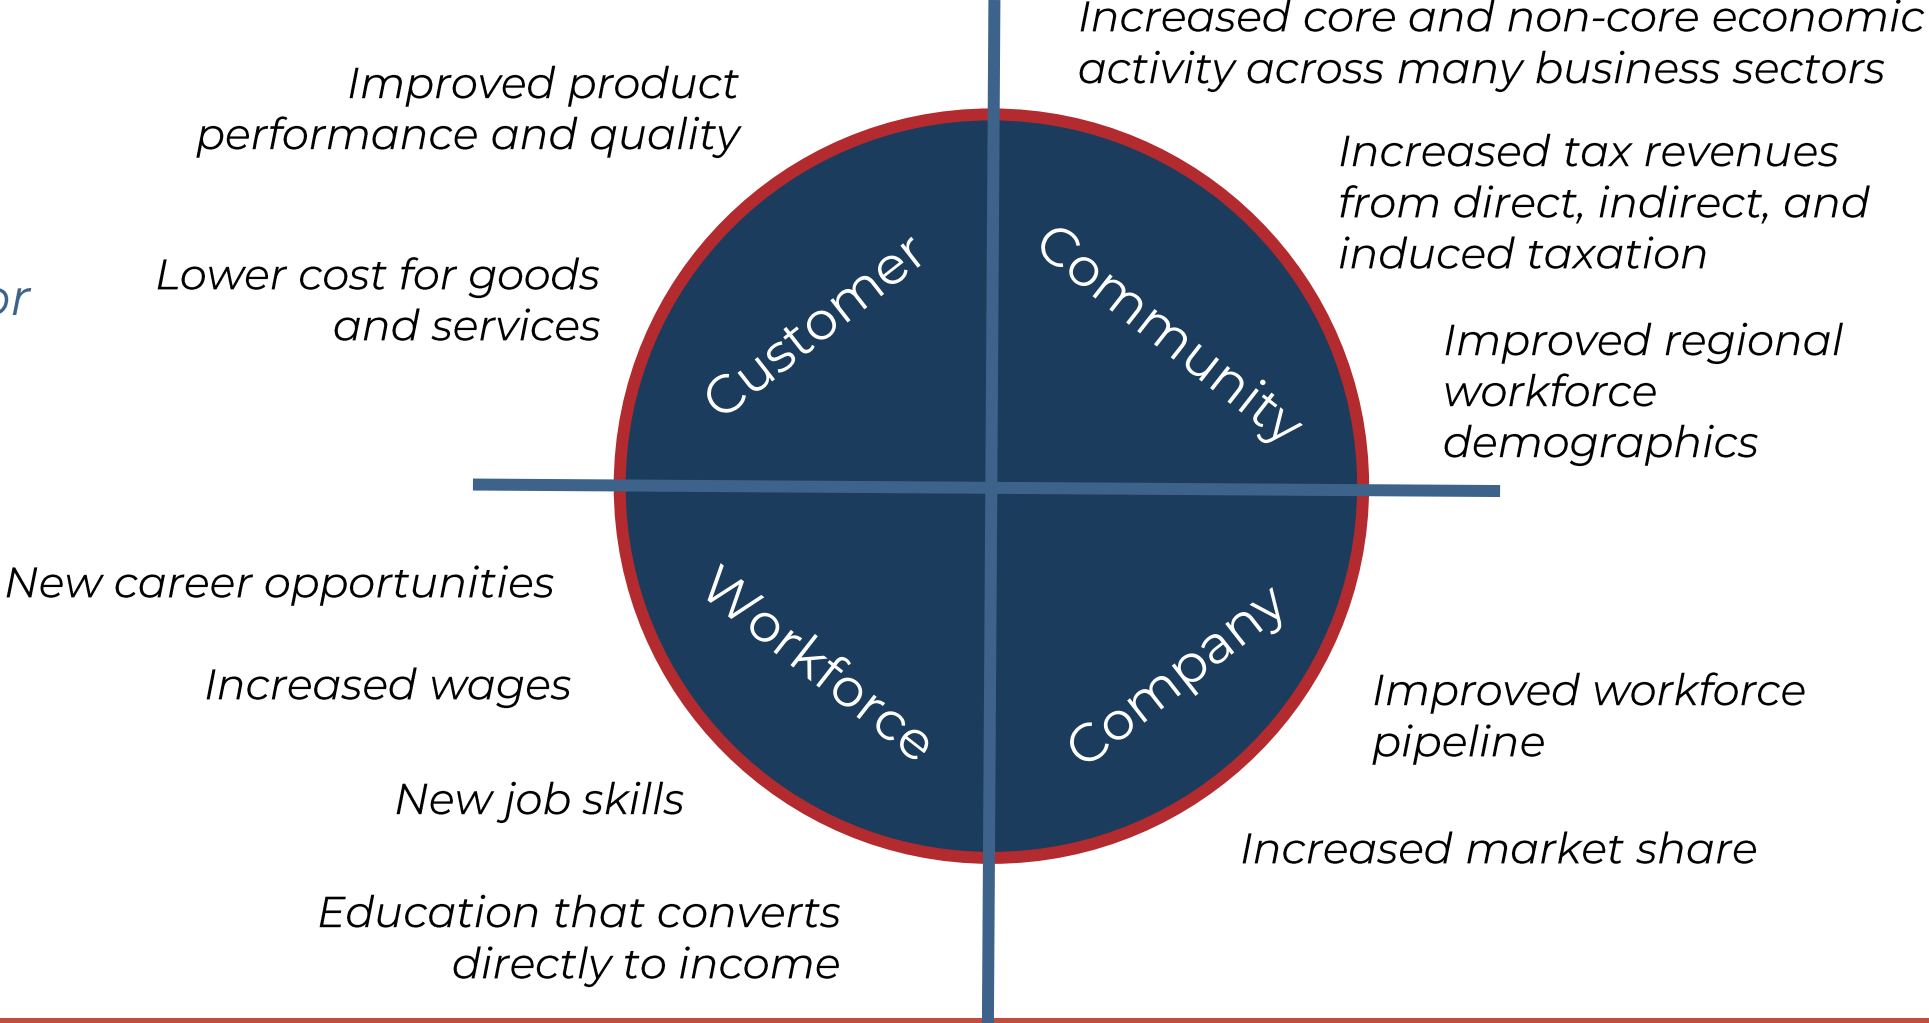 Increased core and non-core economic
activity across many business sectors
Improved product
performance and quality
Increased tax revenues
from direct, indirect, and
induced taxation
Customer
Community
Lower cost for goods
and services
or
Improved regional
workforce
demographics
New career opportunities
Workforce
Company
Increased wages
Improved workforce
pipeline
New job skills
Increased market share
Education that converts
directly to income